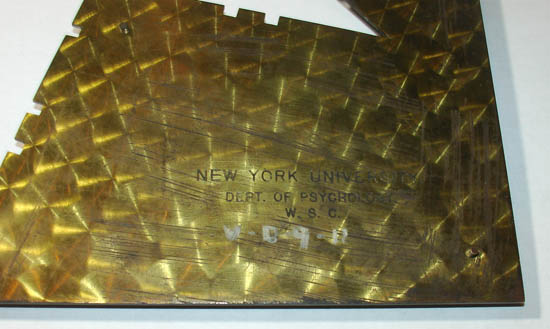 NEW YORK UNIVERSITY
DEPT. OF PSYCHOLOGY
W. S. C.